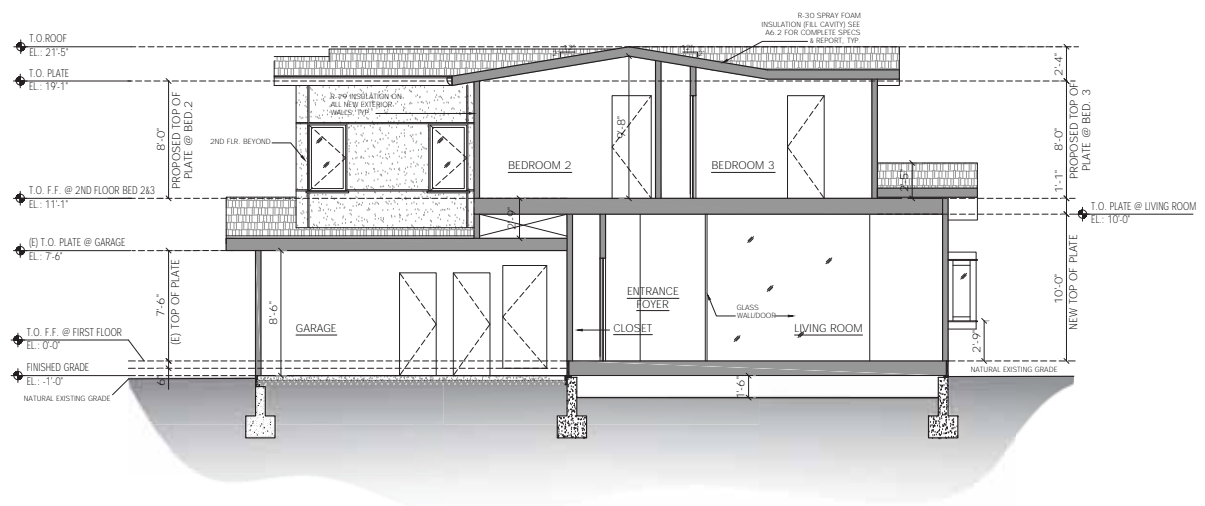 R-30 SPRAY FOAM
INSULATION (FILL CAVITY) SEE
A6.2 FOR COMPLETE SPECS
& REPORT, TYP.
T.O.ROOF
EL.: 21'-5"
T.O. PLATE
EL.: 19'-1"
2'-4"
R-19 INSULATION ON
ALL NEW EXTERIOR
WALLS, TYP.
2ND FLR. BEYOND
8'-0"
PROPOSED TOP OF
PLATE @ BED.2
BEDROOM 2
BEDROOM 3
8'-0"
PROPOSED TOP OF
PLATE @ BED. 3
1'-1"
2'-5"
T.O. F.F. @ 2ND FLOOR BED 2&3
EL.: 11'-1"
T.O. PLATE @ LIVING ROOM
EL.: 10'-0"
2'-9"
(E) T.O. PLATE @ GARAGE
EL.: 7'-6"
7'-6"
(E) TOP OF PLATE
8'-6"
GARAGE
ENTRANCE
FOYER
CLOSET
GLASS
WALL/DOOR
LIVING ROOM
10'-0"
NEW TOP OF PLATE
2'-9"
T.O. F.F. @ FIRST FLOOR
EL.: 0'-0"
FINISHED GRADE
EL.: -1'-0"
NATURAL EXISTING GRADE
NATURAL EXISTING GRADE
1'-6"